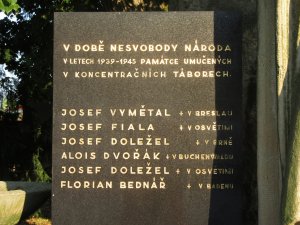 V DOBĚ NESVOBODY NÁRODA
V LETECH 1939-1945 PAMÁTCE UMUČENÝCH
V KONCENTRAČNÍCH TÁBORECH.
JOSEF VYMĚTAL + V BRESLAU
JOSEF FIALA + V OSVĚTIMI
JOSEF DOLEŽEL + V BRNĚ
ALOIS DVOŘÁK + V BUCHENWALDU
JOSEF DOLEŽEL + V OSVĚTIMI
FLORIAN BEDNÁŘ + V BADENU